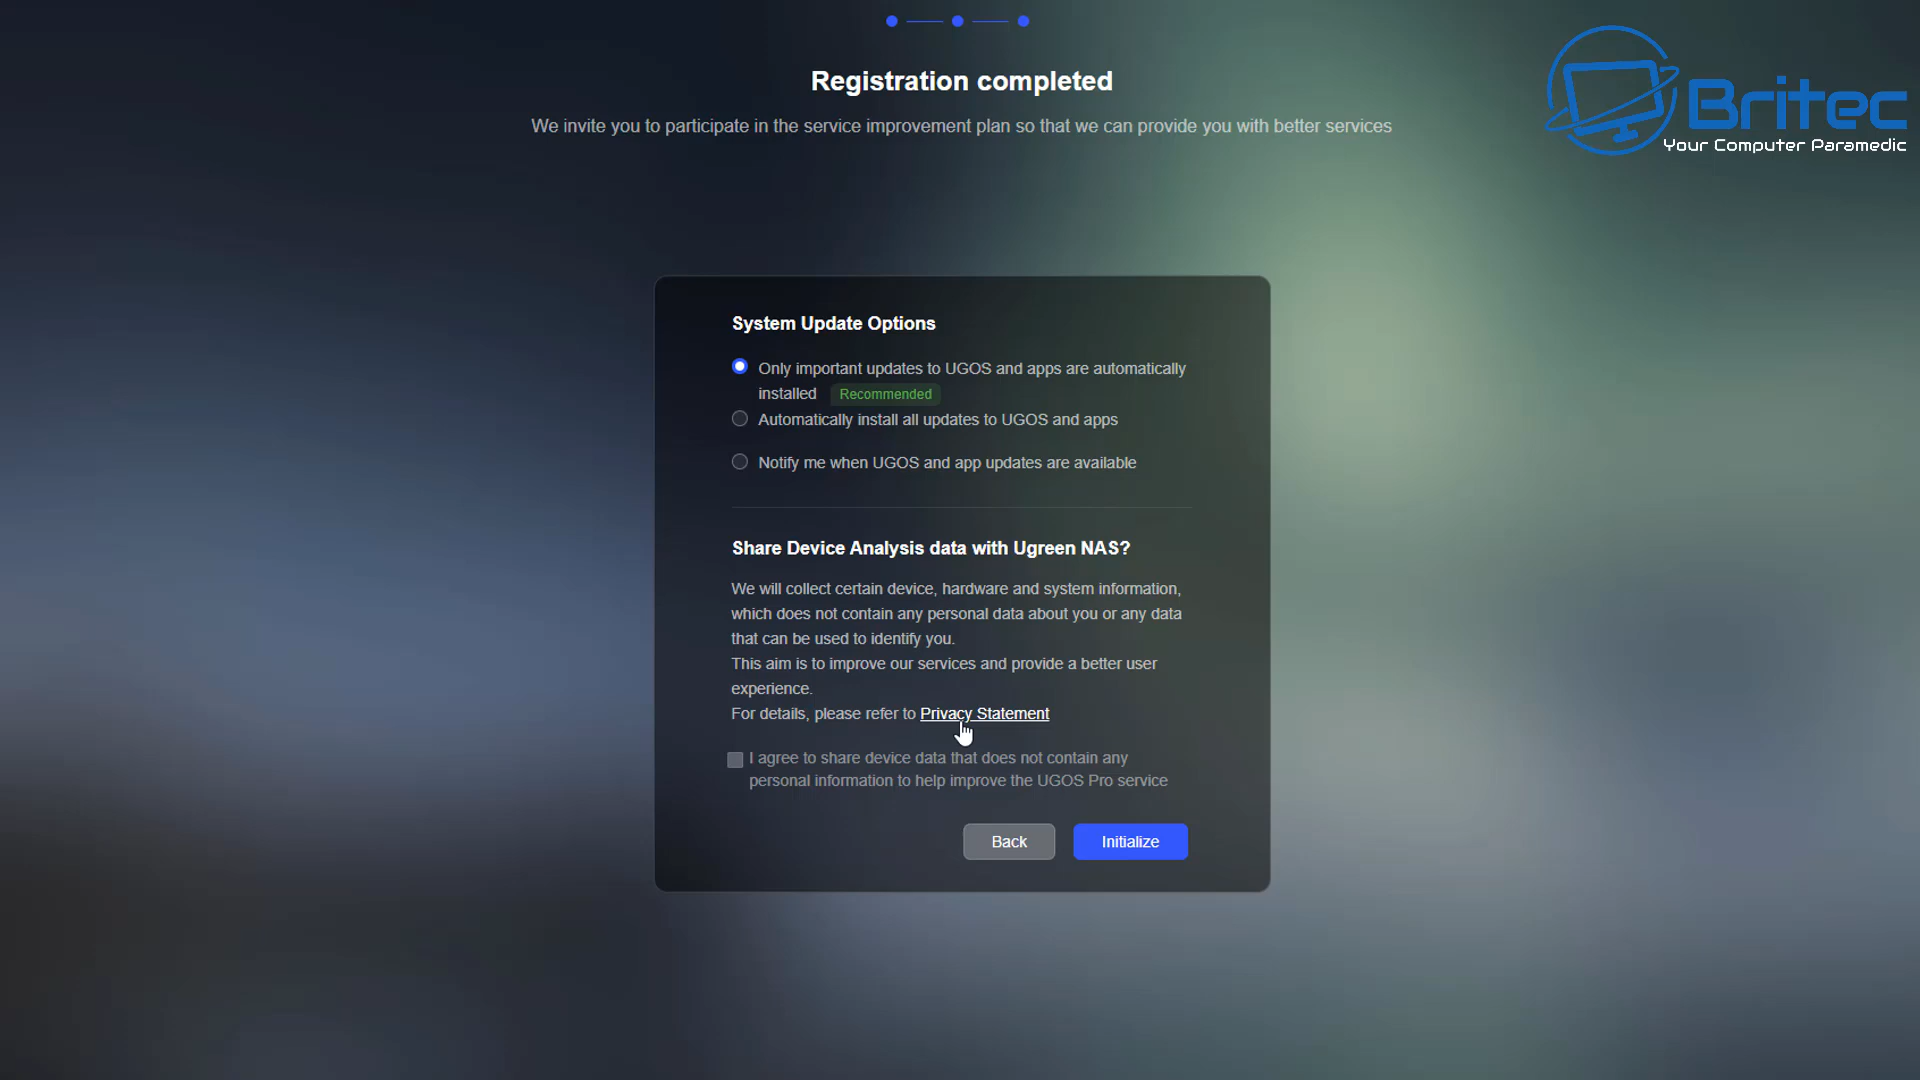 Registration completed
We invite you to participate in the service improvement plan so that we can provide you with better services
Britec
Your Computer Paramedic
System Update Options
Only important updates to UGOS and apps are automatically
installed Recommended
Automatically install all updates to UGOS and apps
Notify me when UGOS and app updates are available
Share Device Analysis data with Ugreen NAS?
We will collect certain device, hardware and system information,
which does not contain any personal data about you or any data
that can be used to identify you.
This aim is to improve our services and provide a better user
experience.
For details, please refer to Privacy Statement
I agree to share device data that does not contain any
personal information to help improve the UGOS Pro service
Back Initialize